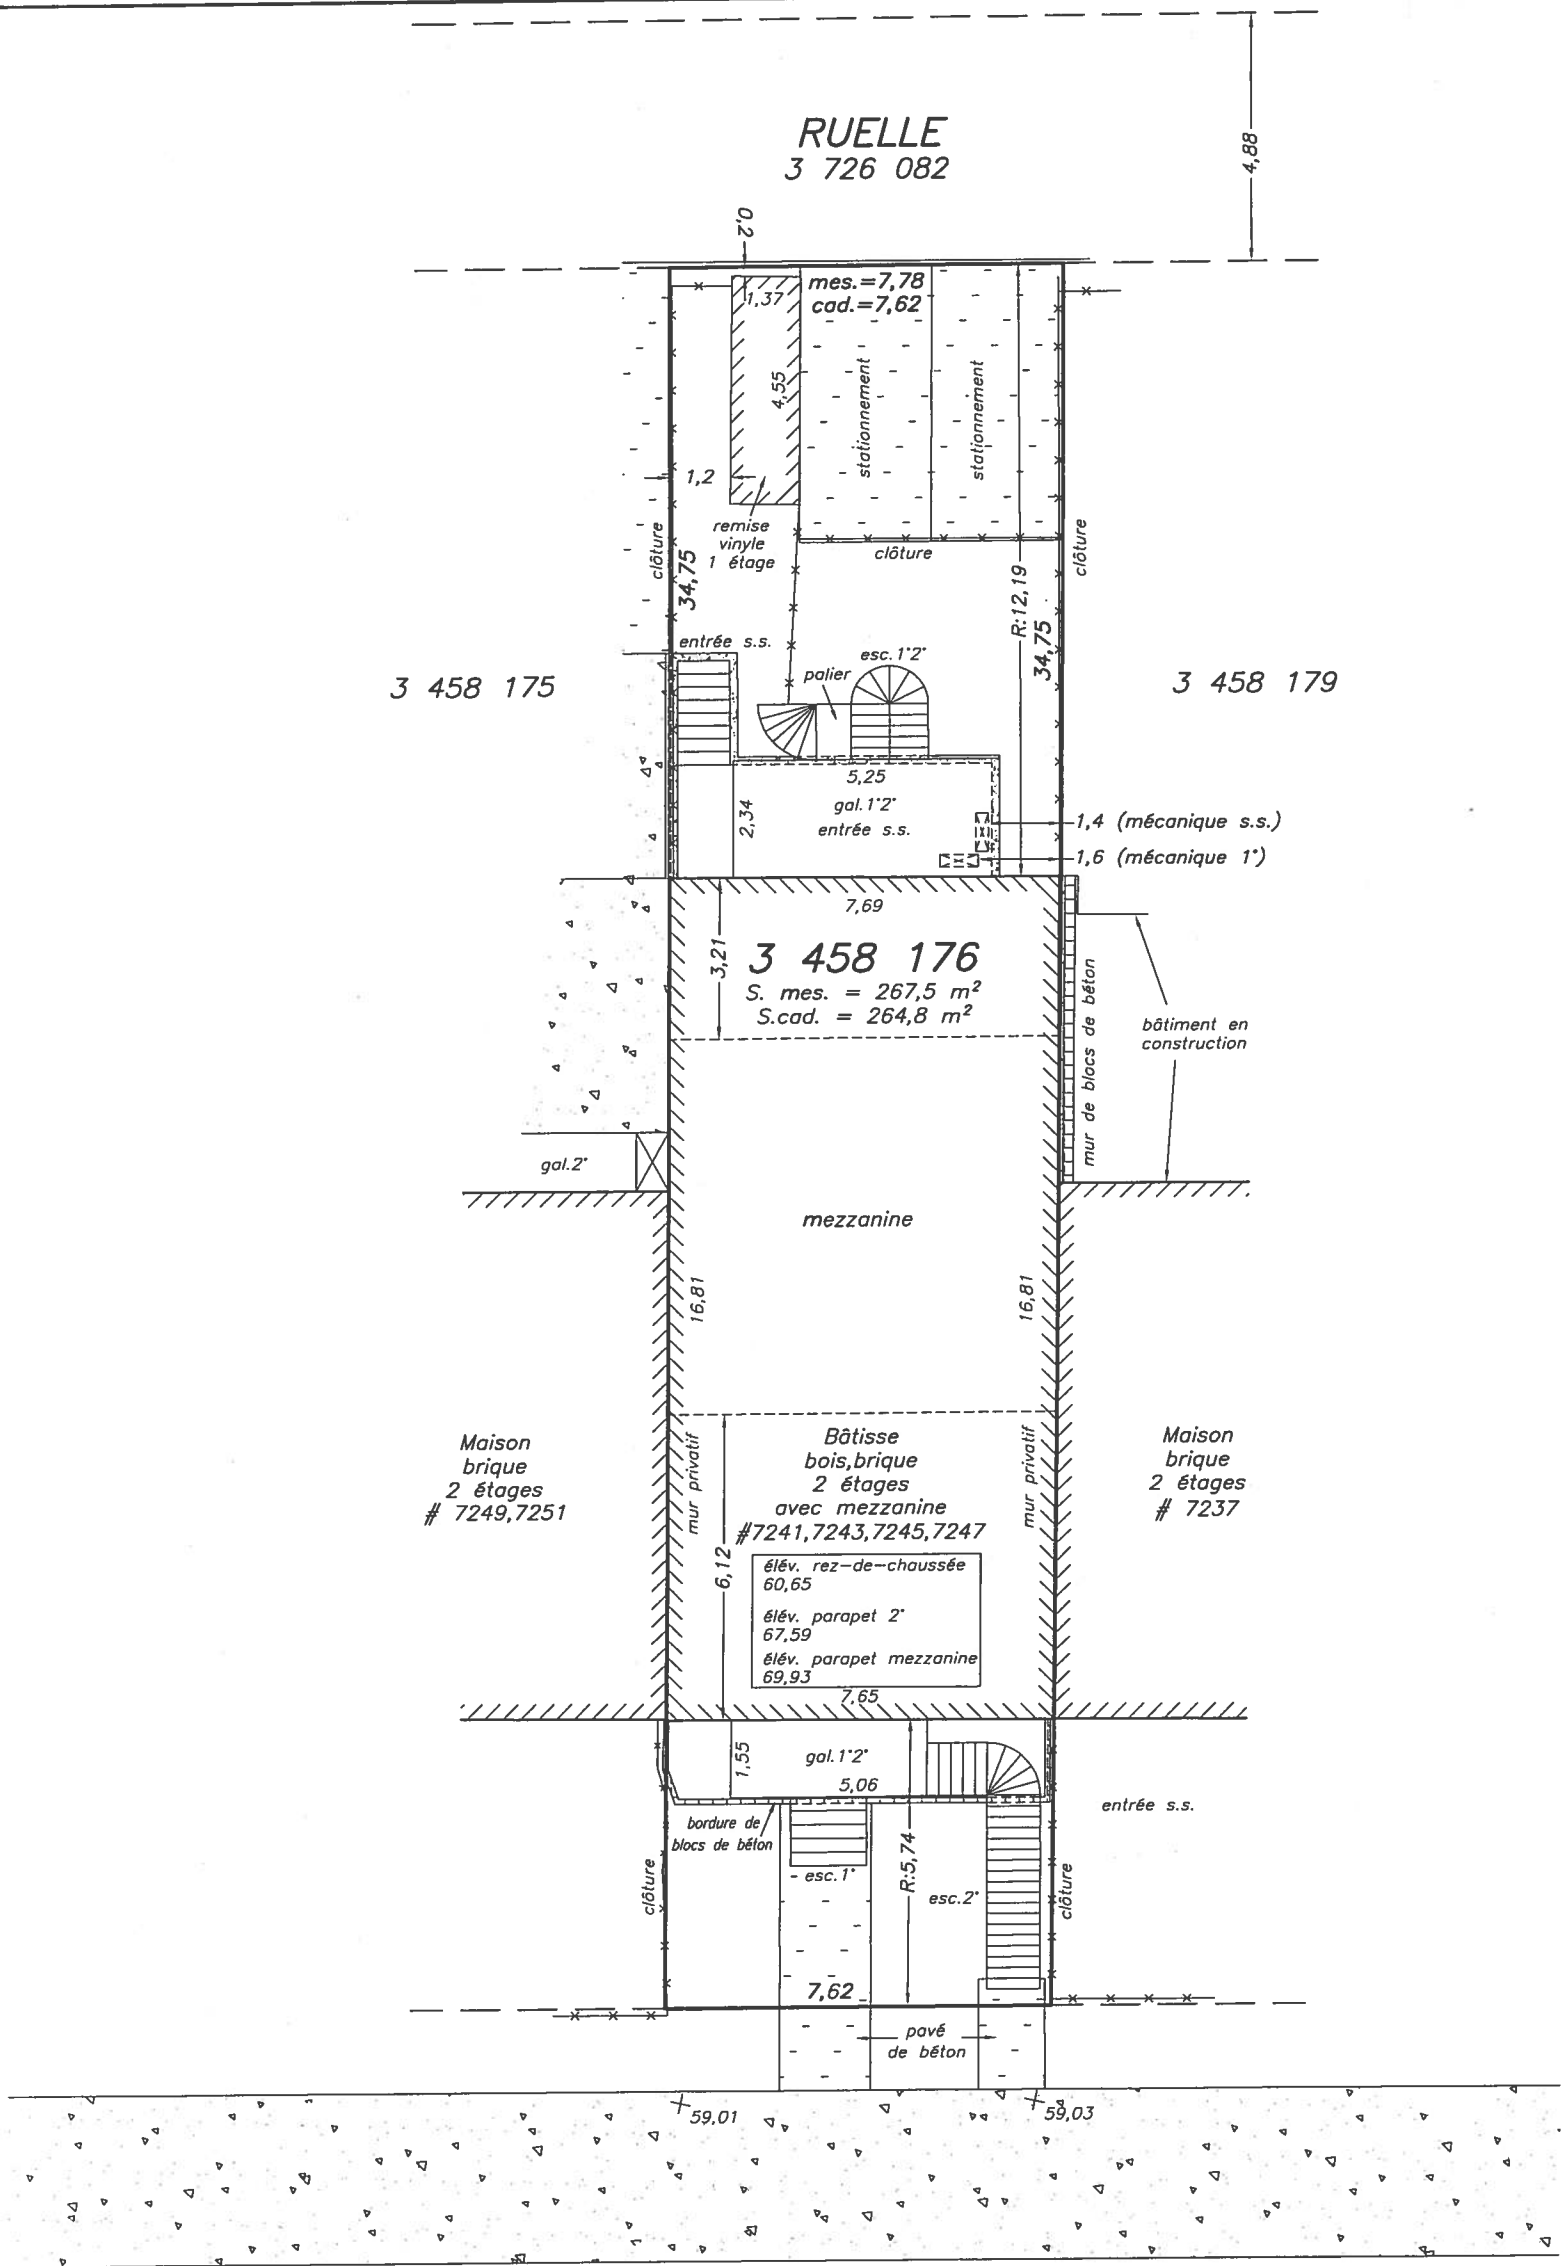 RUELLE
3 726 082
4,88
0,2
mes.=7,78
cad.=7,62
1,37
4,55
stationnement
stationnement
1,2
remise
vinyle
1 étage
clôture
clôture
clôture
34,75
R:12,19
34,75
entrée s.s.
esc. 1°2°
palier
3 458 175
3 458 179
5,25
gal. 1°2°
entrée s.s.
2,34
1,4 (mécanique s.s.)
1,6 (mécanique 1°)
7,69
3,21
3 458 176
S. mes. = 267,5 m²
S.cad. = 264,8 m²
mur de blocs de béton
bâtiment en
construction
gal.2°
mezzanine
16,81
16,81
Maison
brique
2 étages
# 7249,7251
mur privatif
Bâtisse
bois,brique
2 étages
avec mezzanine
#7241,7243,7245,7247
mur privatif
Maison
brique
2 étages
# 7237
6,12
élév. rez-de-chaussée
60,65
élév. parapet 2°
67,59
élév. parapet mezzanine
69,93
7,65
1,55
gal. 1°2°
5,06
entrée s.s.
bordure de
blocs de béton
esc. 1°
R:5,74
esc.2°
clôture
clôture
7,62
pavé
de béton
59,01
59,03